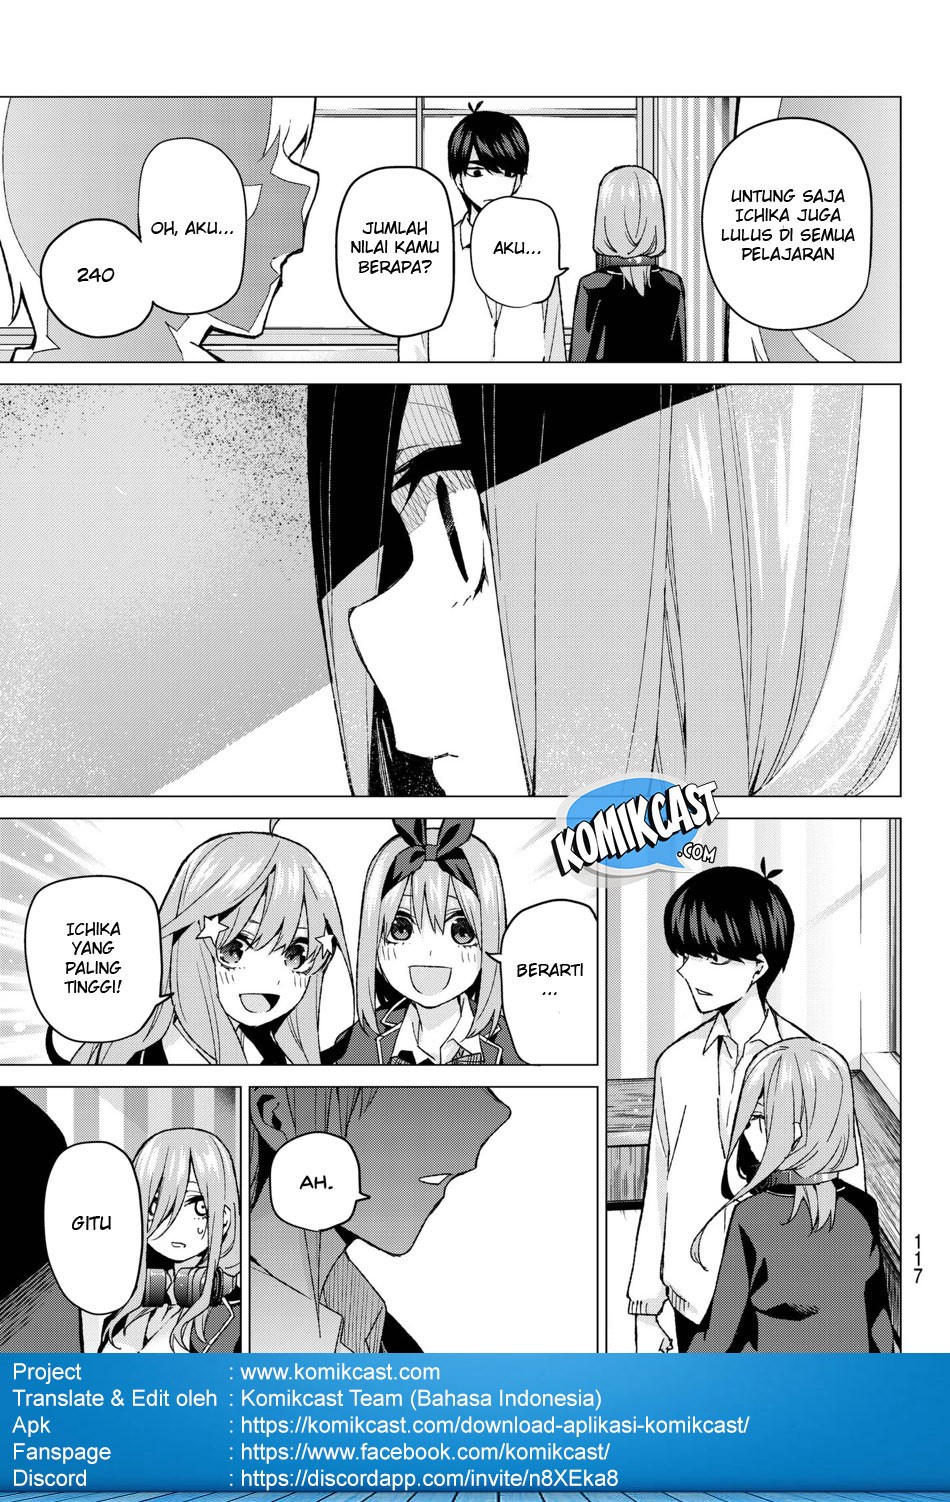 UNTUNG SAJA
ICHIKA JUGA
LULUS DI SEMUA
PELAJARAN
AKU...
JUMLAH
NILAI KAMU
BERAPA?
OH, AKU...
240
KOMIKCAST
.COM
BERARTI
...
ICHIKA
YANG
PALING
TINGGI!
AH.
GITU
117
Project : www.komikcast.com
Translate & Edit oleh : Komikcast Team (Bahasa Indonesia)
Apk : https://komikcast.com/download-aplikasi-komikcast/
Fanspage : https://www.facebook.com/komikcast/
Discord : https://discordapp.com/invite/n8XEka8